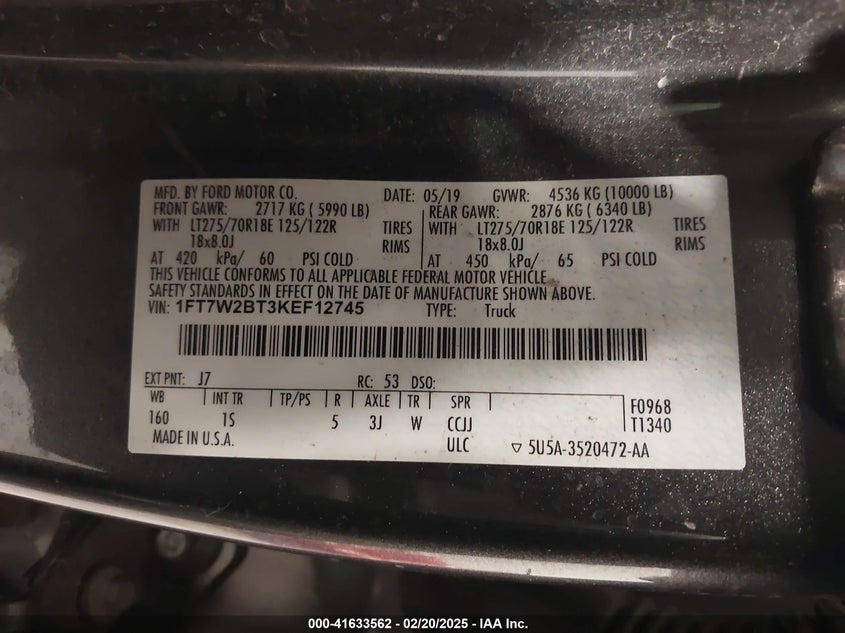 MFD. BY FORD MOTOR CO. DATE: 05/19 GVWR: 4536 KG (10000 LB)
FRONT GAWR: 2717 KG ( 5990 LB) REAR GAWR: 2876 KG ( 6340 LB)
WITH LT275/70R18E 125/122R TIRES WITH LT275/70R18E 125/122R TIRES
18x8.0J RIMS 18x8.0J RIMS
AT 420 kPa/ 60 PSI COLD AT 450 kPa/ 65 PSI COLD
THIS VEHICLE CONFORMS TO ALL APPLICABLE FEDERAL MOTOR VEHICLE
SAFETY STANDARDS IN EFFECT ON THE DATE OF MANUFACTURE SHOWN ABOVE.
VIN: 1FT7W2BT3KEF12745 TYPE: Truck
EXT PNT: J7 RC: 53 DSO:
WB INT TR TP/PS R AXLE TR SPR F0968
160 1S 5 3J W CCJJ T1340
MADE IN U.S.A. ULC ▽ 5U5A-3520472-AA
000-41633562 - 02/20/2025 - IAA Inc.